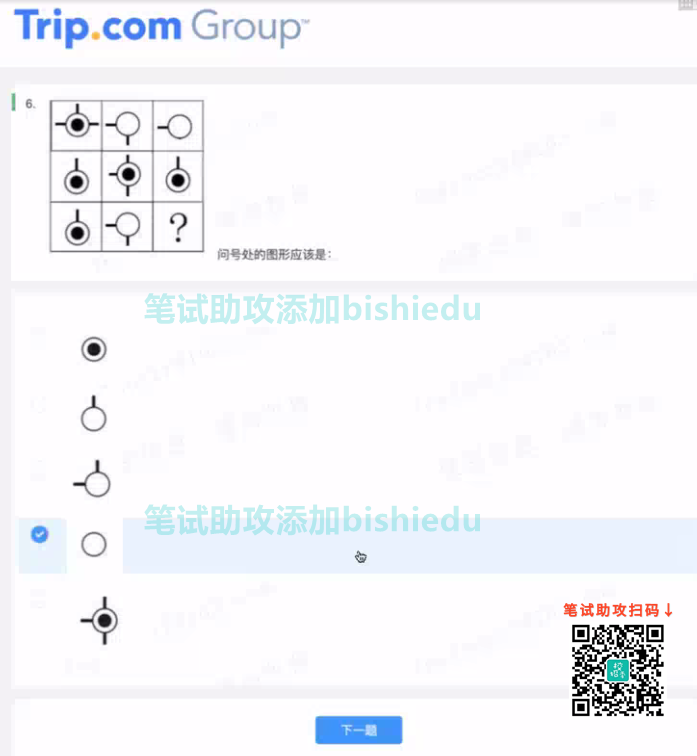 Trip.com Group™
6.
?
问号处的图形应该是:
笔试助攻添加bishiedu
笔试助攻添加bishiedu
笔试助攻扫码↓
下一题